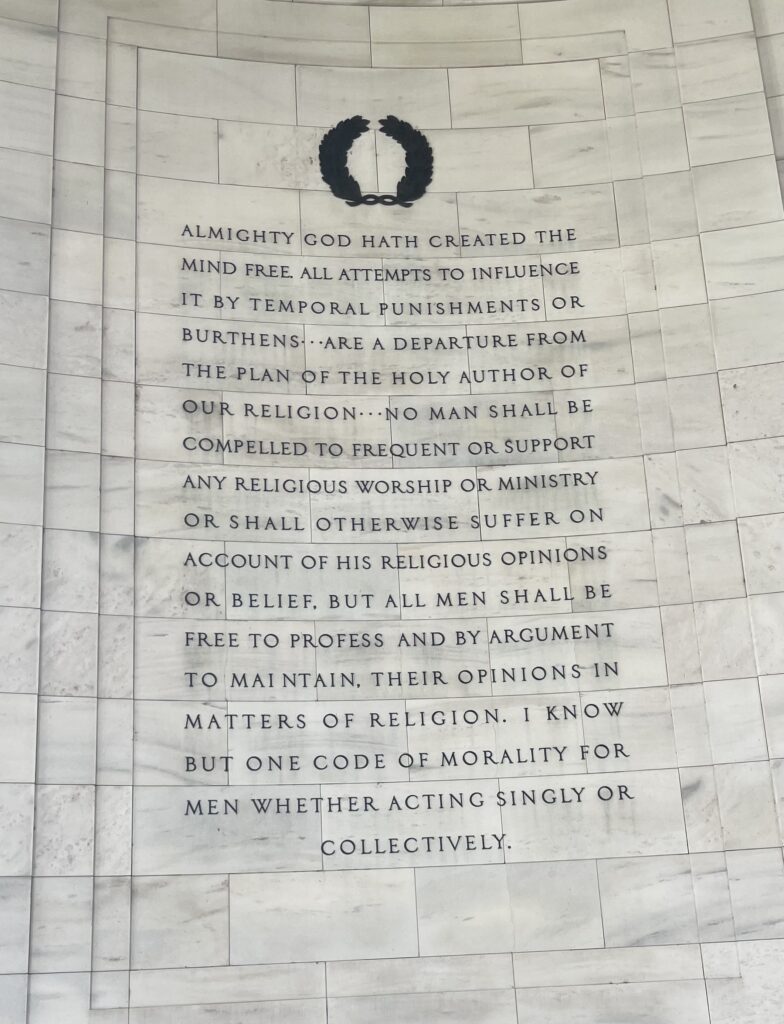 ALMIGHTY GOD HATH CREATED THE
MIND FREE. ALL ATTEMPTS TO INFLUENCE
IT BY TEMPORAL PUNISHMENTS OR
BURTHENS···ARE A DEPARTURE FROM
THE PLAN OF THE HOLY AUTHOR OF
OUR RELIGION···NO MAN SHALL BE
COMPELLED TO FREQUENT OR SUPPORT
ANY RELIGIOUS WORSHIP OR MINISTRY
OR SHALL OTHERWISE SUFFER ON
ACCOUNT OF HIS RELIGIOUS OPINIONS
OR BELIEF, BUT ALL MEN SHALL BE
FREE TO PROFESS AND BY ARGUMENT
TO MAINTAIN, THEIR OPINIONS IN
MATTERS OF RELIGION. I KNOW
BUT ONE CODE OF MORALITY FOR
MEN WHETHER ACTING SINGLY OR
COLLECTIVELY.